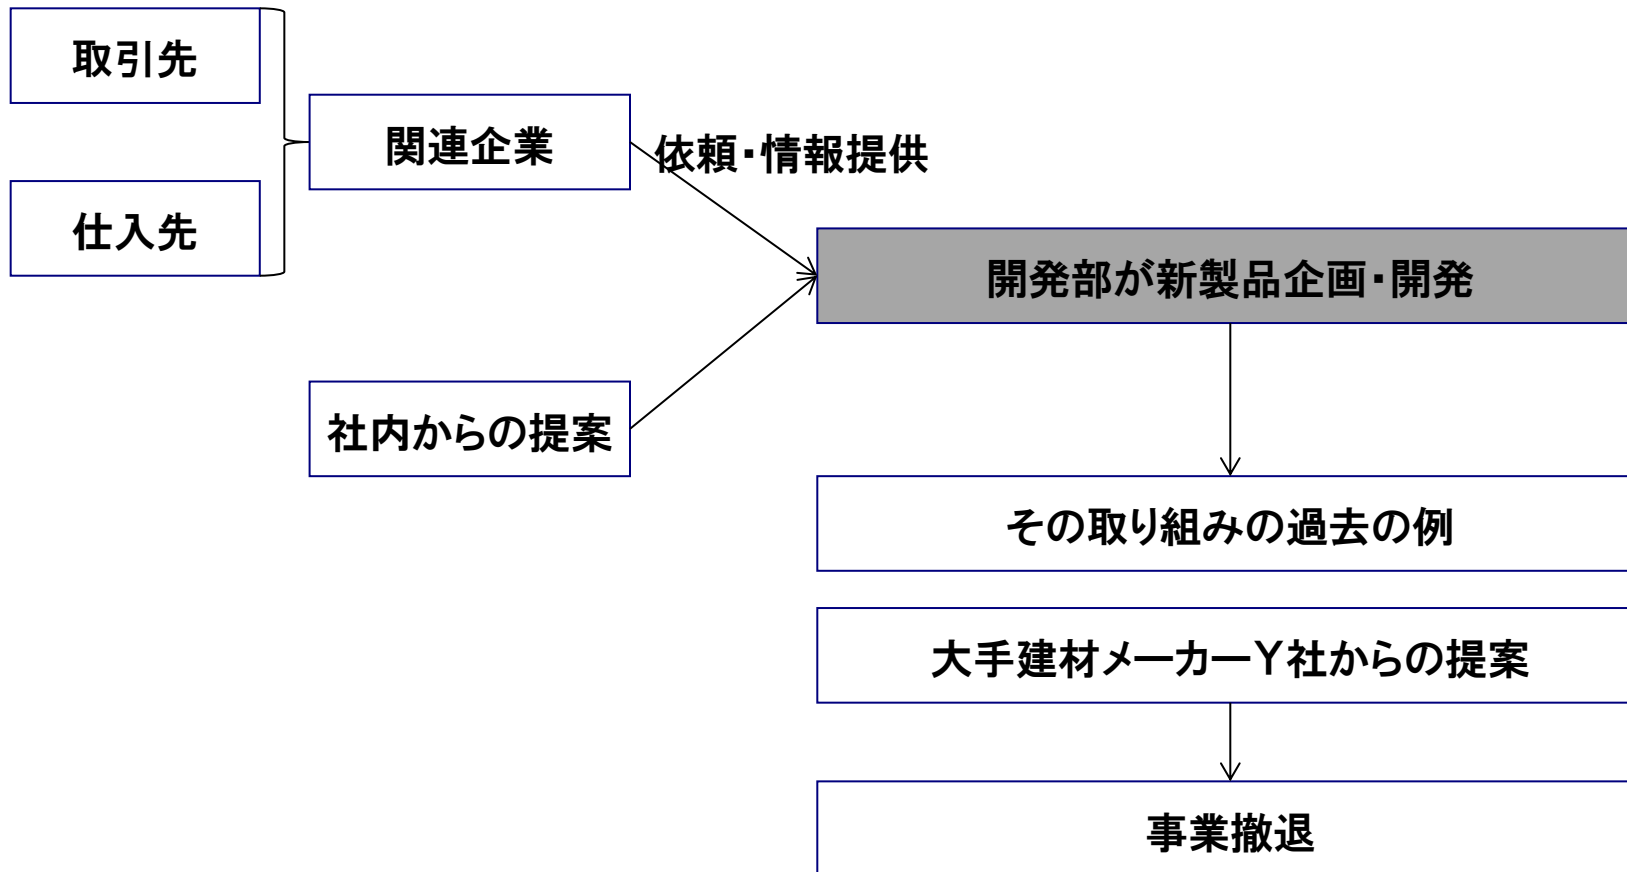 取引先
関連企業
依頼・情報提供
仕入先
開発部が新製品企画・開発
社内からの提案
その取り組みの過去の例
大手建材メーカーY社からの提案
事業撤退